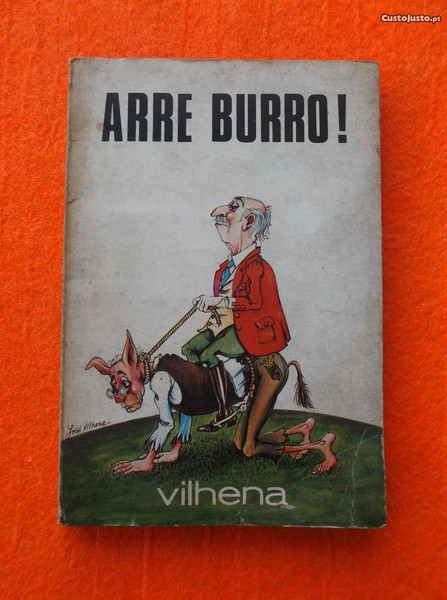 CustoJusto.pt
ARRE BURRO!
José Vilhena
vilhena